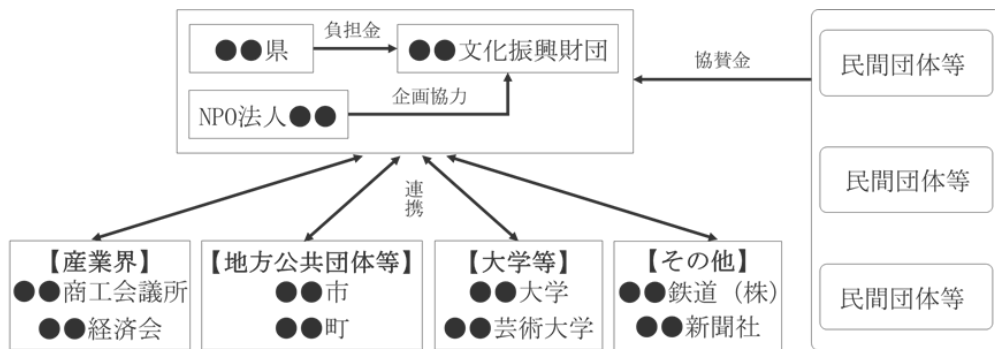 ●●県
負担金
●●文化振興財団
NPO法人●●
企画協力
協賛金
民間団体等
民間団体等
民間団体等
連携
【産業界】
●●商工会議所
●●経済会
【地方公共団体等】
●●市
●●町
【大学等】
●●大学
●●芸術大学
【その他】
●●鉄道（株）
●●新聞社